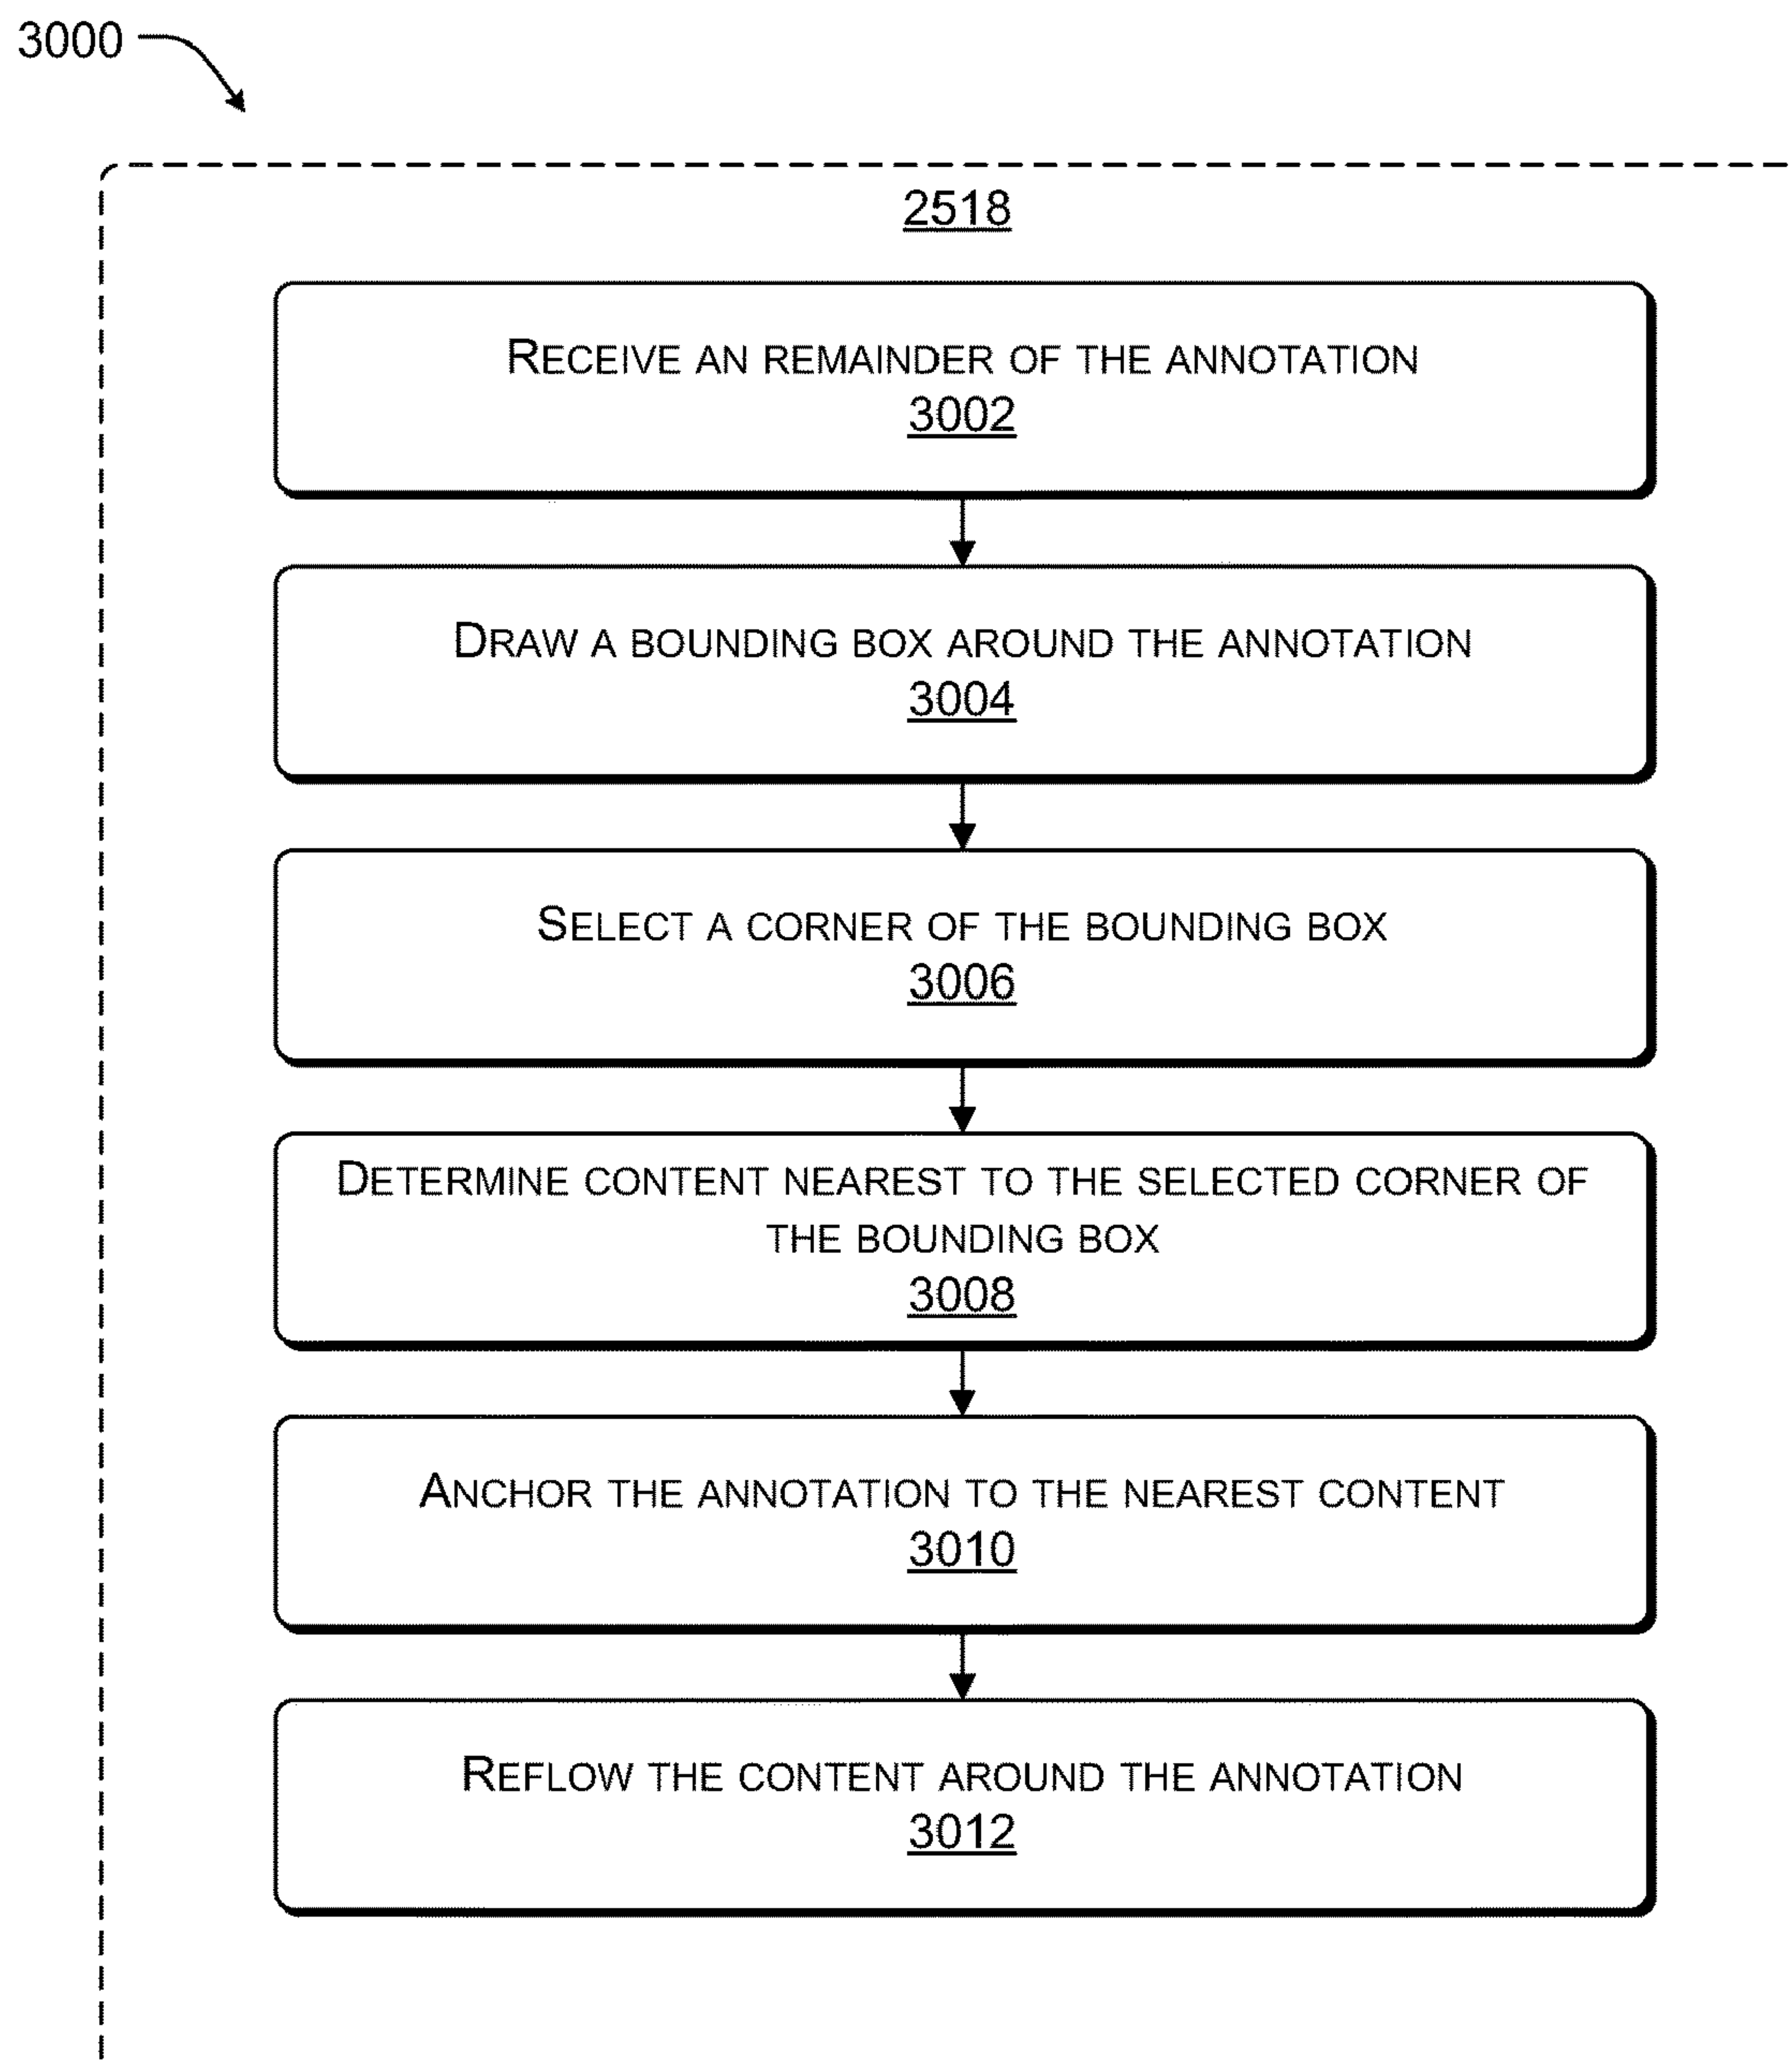 3000
2518
RECEIVE AN REMAINDER OF THE ANNOTATION
3002
DRAW A BOUNDING BOX AROUND THE ANNOTATION
3004
SELECT A CORNER OF THE BOUNDING BOX
3006
DETERMINE CONTENT NEAREST TO THE SELECTED CORNER OF
THE BOUNDING BOX
3008
ANCHOR THE ANNOTATION TO THE NEAREST CONTENT
3010
REFLOW THE CONTENT AROUND THE ANNOTATION
3012